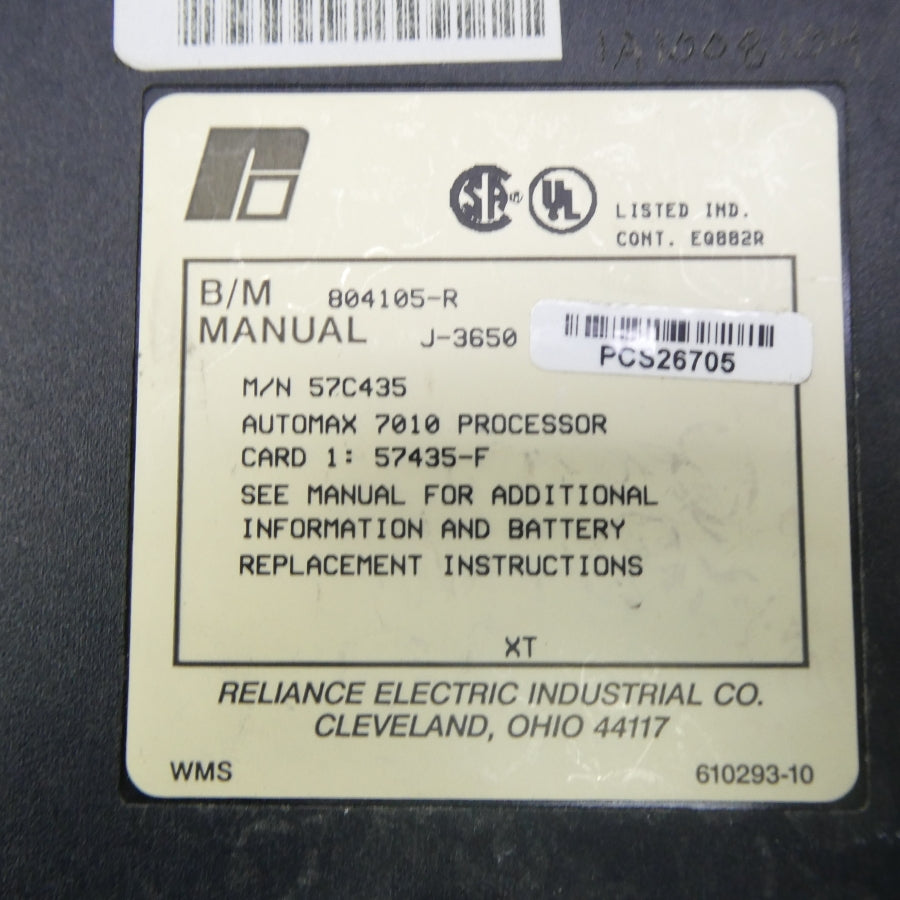 LISTED IND.
CONT. EQ882R
B/M 804105-R
MANUAL J-3650
PCS26705
M/N 57C435
AUTOMAX 7010 PROCESSOR
CARD 1: 57435-F
SEE MANUAL FOR ADDITIONAL
INFORMATION AND BATTERY
REPLACEMENT INSTRUCTIONS
XT
RELIANCE ELECTRIC INDUSTRIAL CO.
CLEVELAND, OHIO 44117
WMS 610293-10